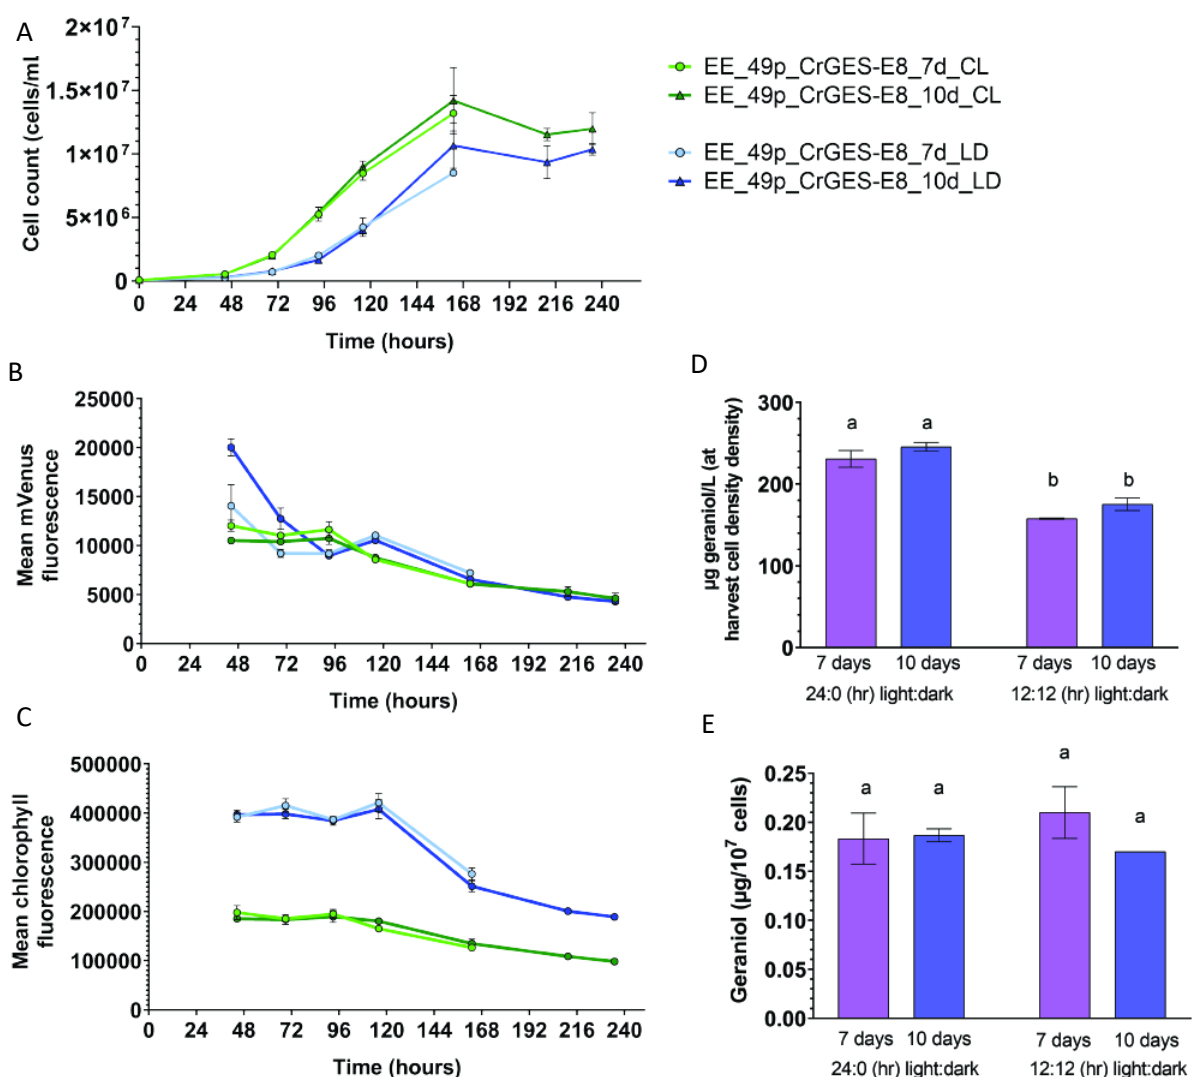 A
2×10⁷
1.5×10⁷
1×10⁷
5×10⁶
0
Cell count (cells/ml
0 24 48 72 96 120 144 168 192 216 240
Time (hours)
EE_49p_CrGES-E8_7d_CL
EE_49p_CrGES-E8_10d_CL
EE_49p_CrGES-E8_7d_LD
EE_49p_CrGES-E8_10d_LD
B
25000
20000
15000
10000
5000
0
Mean mVenus
fluorescence
0 24 48 72 96 120 144 168 192 216 240
Time (hours)
C
500000
400000
300000
200000
100000
0
Mean chlorophyll
fluorescence
0 24 48 72 96 120 144 168 192 216 240
Time (hours)
D
300
200
100
0
µg geraniol/L (at
harvest cell density density)
a a b b
7 days 10 days 7 days 10 days
24:0 (hr) light:dark 12:12 (hr) light:dark
E
0.25
0.20
0.15
0.10
0.05
0.00
Geraniol (µg/10⁷ cells)
a a a a
7 days 10 days 7 days 10 days
24:0 (hr) light:dark 12:12 (hr) light:dark